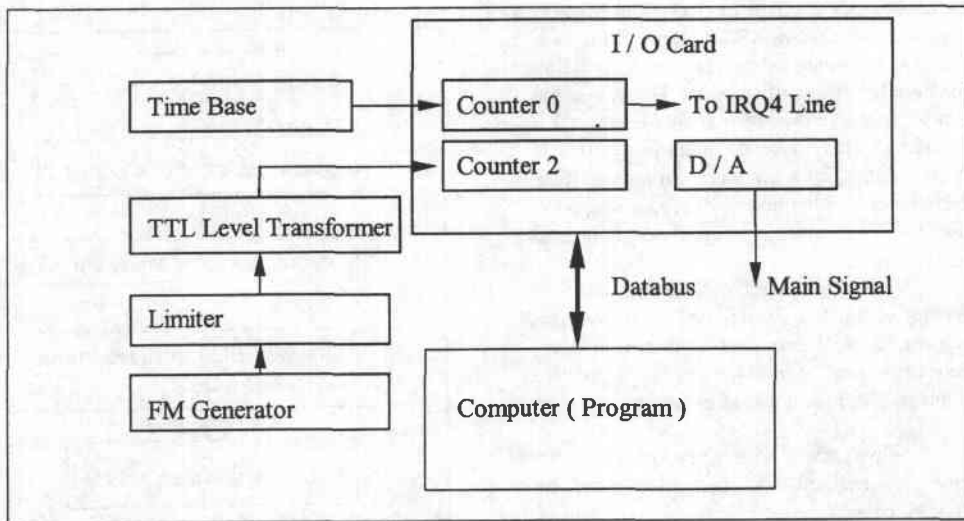 I / O Card
Time Base
Counter 0
To IRQ4 Line
Counter 2
D / A
TTL Level Transformer
Limiter
Databus
Main Signal
FM Generator
Computer ( Program )